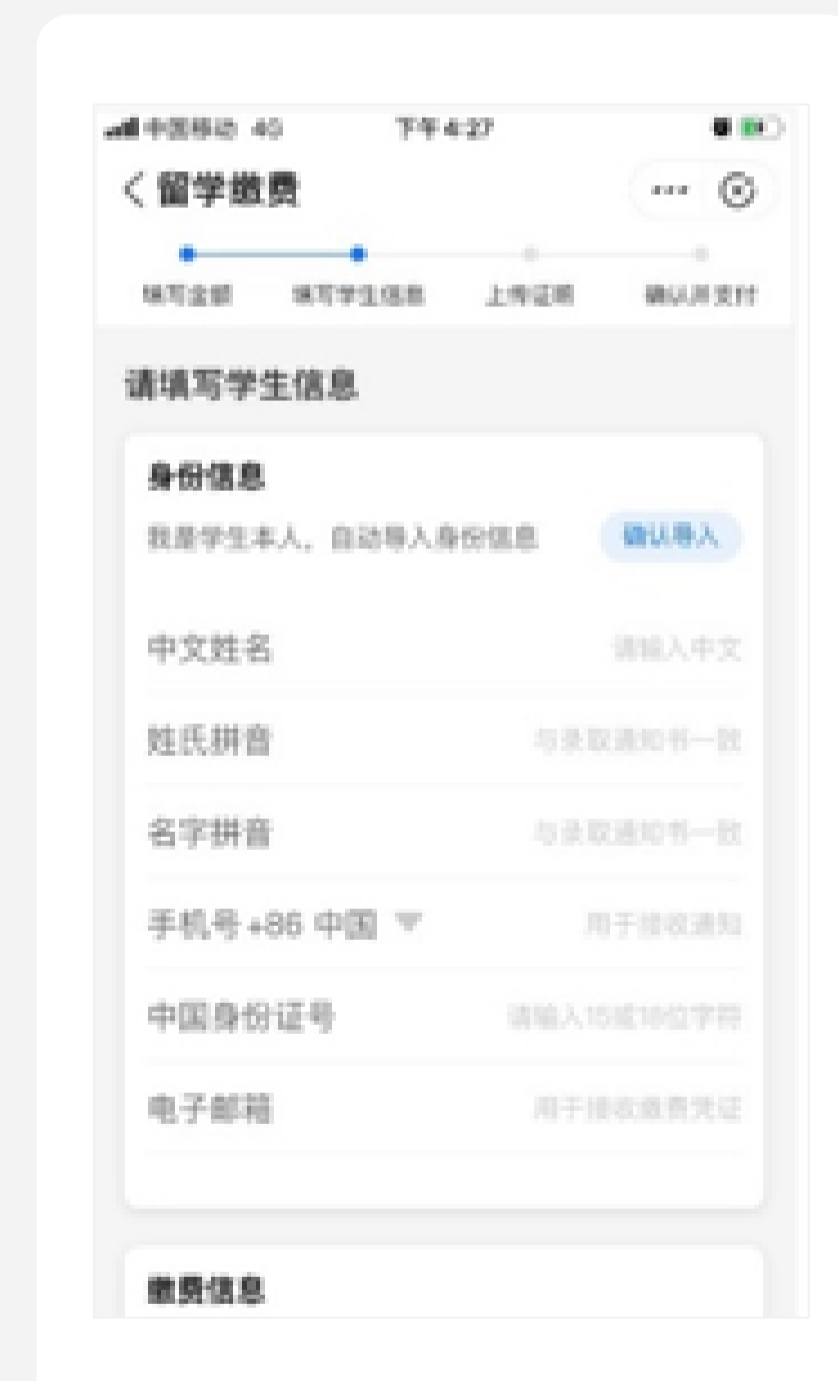 中国移动 4G 下午4:27
留学缴费
填写金额 填写学生信息 上传证明 确认并支付
请填写学生信息
身份信息
我是学生本人，自动导入身份信息 确认导入
中文姓名 请输入中文
姓氏拼音 与录取通知书一致
名字拼音 与录取通知书一致
手机号+86 中国 用于接收通知
中国身份证号 请输入15或18位字符
电子邮箱 用于接收缴费凭证
缴费信息